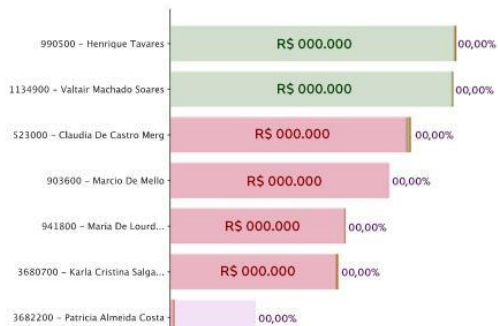 990500 - Henrique Tavares R$ 000.000 00,00%
1134900 - Valtair Machado Soares R$ 000.000 00,00%
523000 - Claudia De Castro Merg R$ 000.000 00,00%
903600 - Marcio De Mello R$ 000.000 00,00%
941800 - Maria De Lourd... R$ 000.000 00,00%
3680700 - Karla Cristina Salga... R$ 000.000 00,00%
3682200 - Patricia Almeida Costa 00,00%